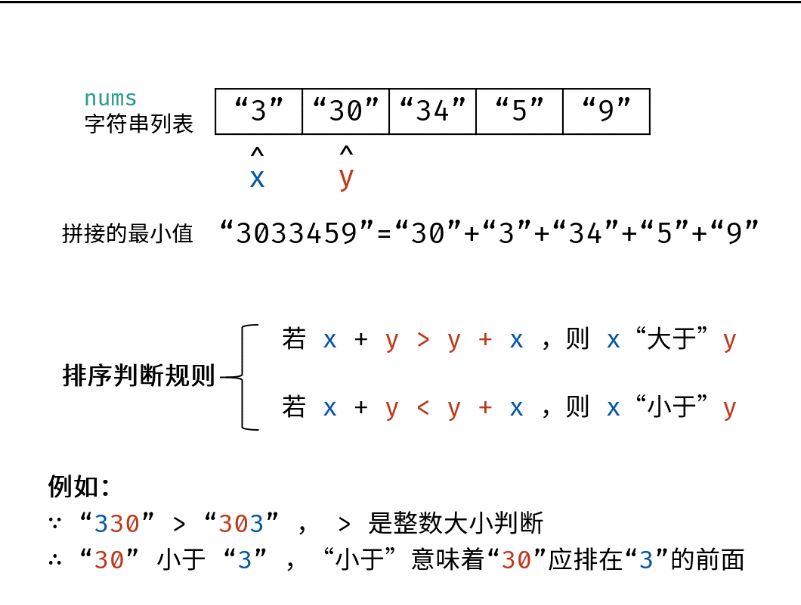 nums
字符串列表 “3” “30” “34” “5” “9”
^ ^
x y
拼接的最小值 “3033459”=“30”+“3”+“34”+“5”+“9”
若 x + y > y + x ，则 x “大于” y
排序判断规则
若 x + y < y + x ，则 x “小于” y
例如：
∵ “330” > “303” ， > 是整数大小判断
∴ “30” 小于 “3” ，“小于” 意味着“30”应排在“3”的前面